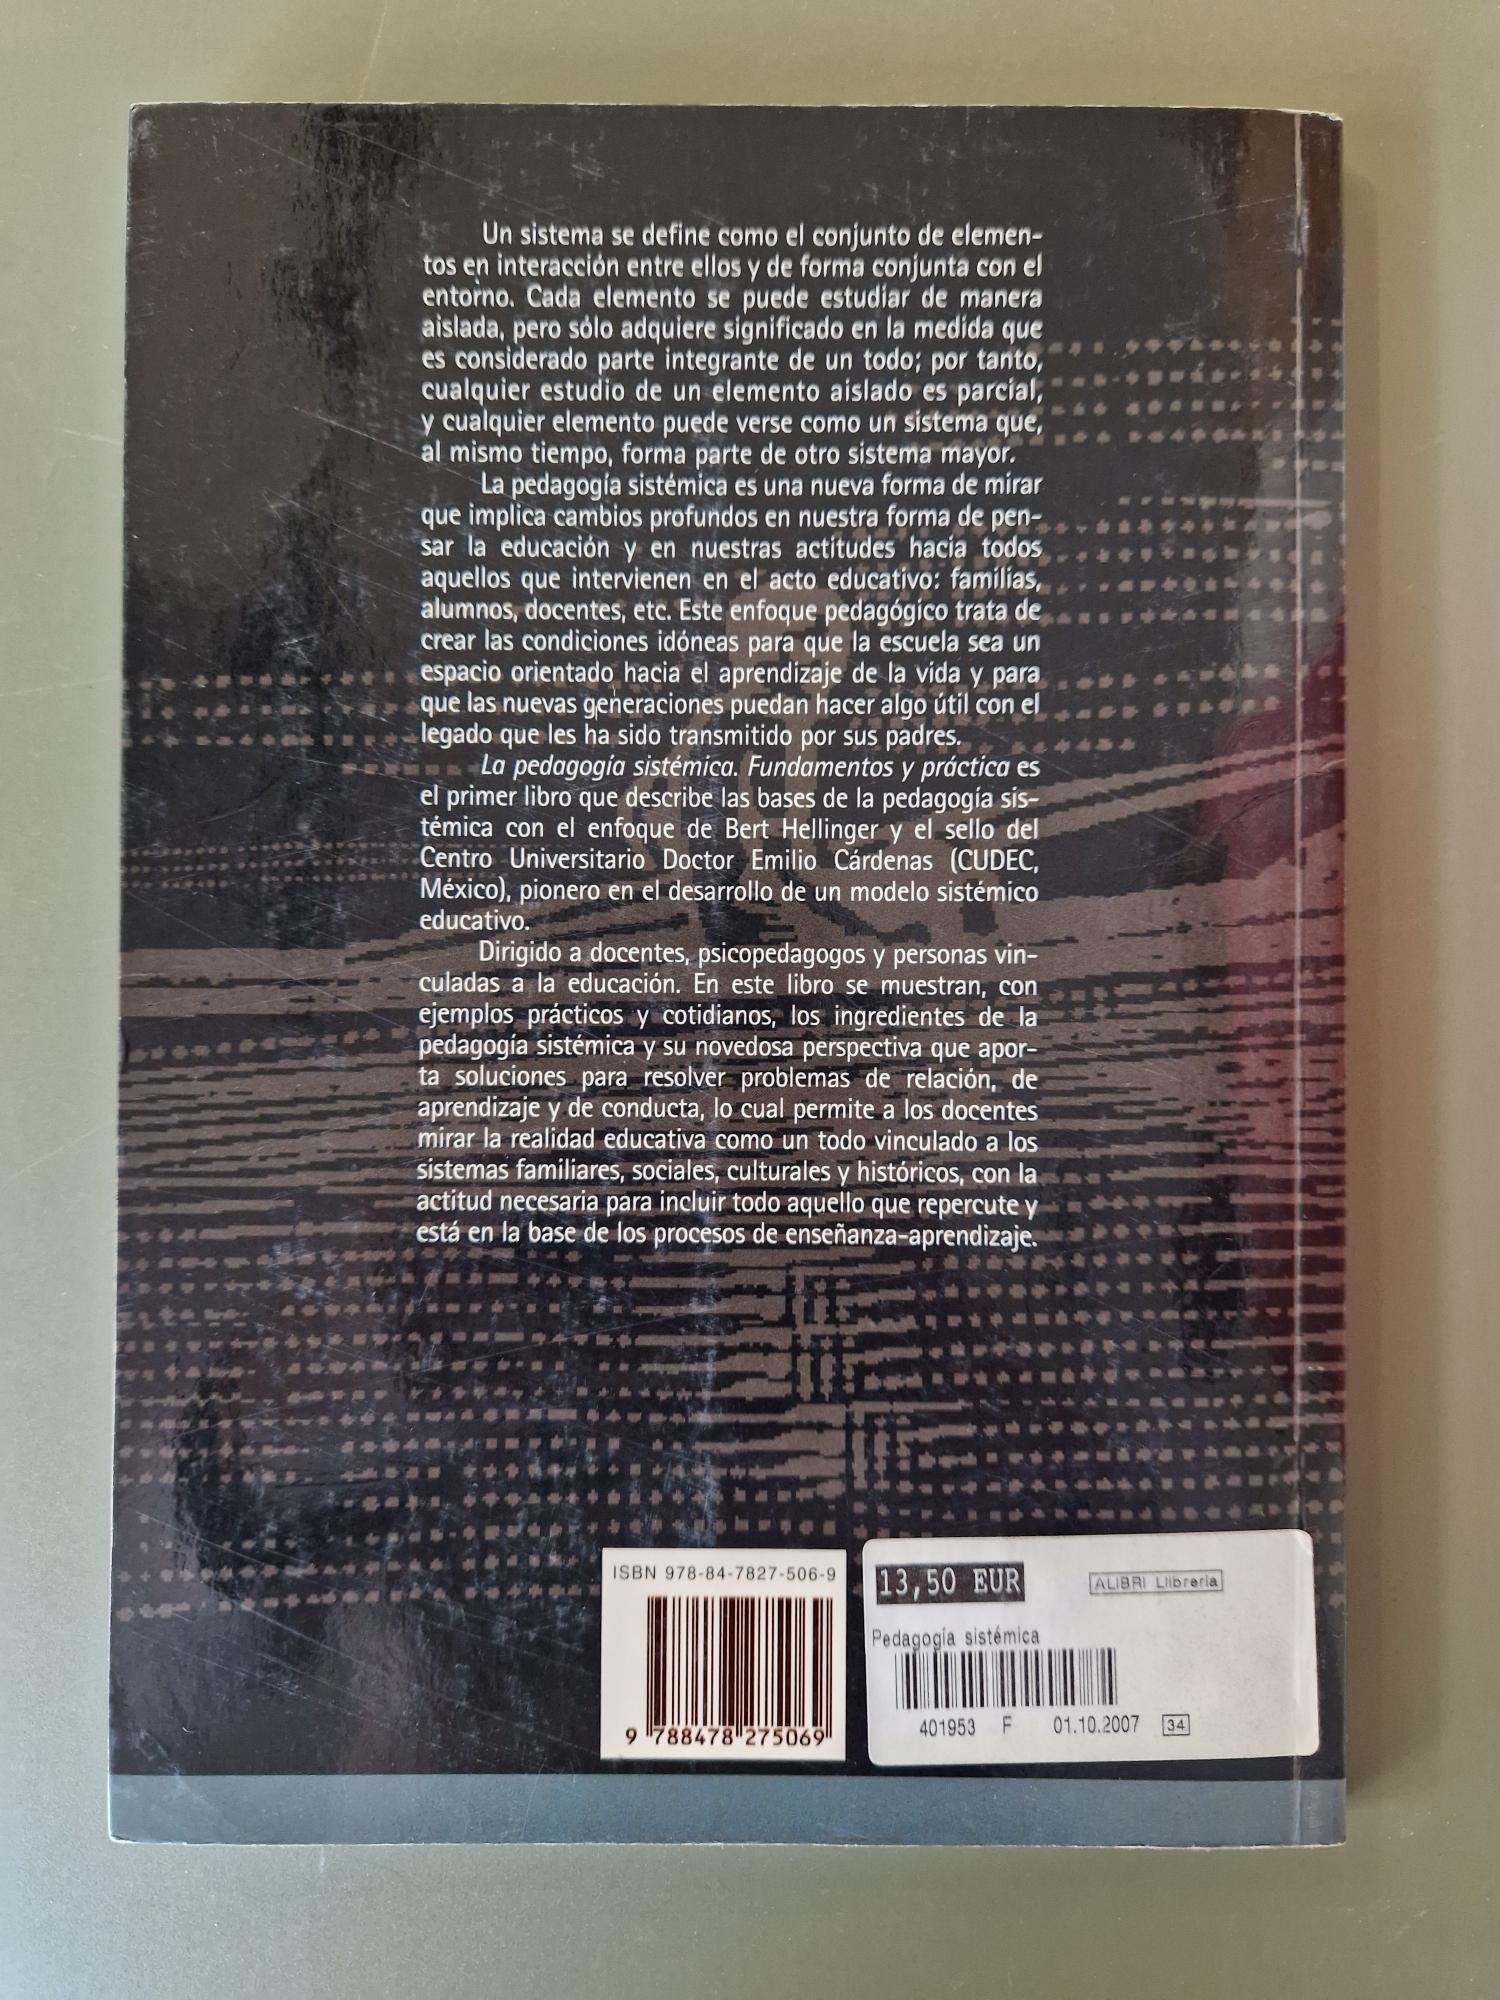 Un sistema se define como el conjunto de elemen-
tos en interacción entre ellos y de forma conjunta con el
entorno. Cada elemento se puede estudiar de manera
aislada, pero sólo adquiere significado en la medida que
es considerado parte integrante de un todo; por tanto,
cualquier estudio de un elemento aislado es parcial,
y cualquier elemento puede verse como un sistema que,
al mismo tiempo, forma parte de otro sistema mayor.
La pedagogía sistémica es una nueva forma de mirar
que implica cambios profundos en nuestra forma de pen-
sar la educación y en nuestras actitudes hacia todos
aquellos que intervienen en el acto educativo: familias,
alumnos, docentes, etc. Este enfoque pedagógico trata de
crear las condiciones idóneas para que la escuela sea un
espacio orientado hacia el aprendizaje de la vida y para
que las nuevas generaciones puedan hacer algo útil con el
legado que les ha sido transmitido por sus padres.
La pedagogía sistémica. Fundamentos y práctica es
el primer libro que describe las bases de la pedagogía sis-
témica con el enfoque de Bert Hellinger y el sello del
Centro Universitario Doctor Emilio Cárdenas (CUDEC,
México), pionero en el desarrollo de un modelo sistémico
educativo.
Dirigido a docentes, psicopedagogos y personas vin-
culadas a la educación. En este libro se muestran, con
ejemplos prácticos y cotidianos, los ingredientes de la
pedagogía sistémica y su novedosa perspectiva que apor-
ta soluciones para resolver problemas de relación, de
aprendizaje y de conducta, lo cual permite a los docentes
mirar la realidad educativa como un todo vinculado a los
sistemas familiares, sociales, culturales y históricos, con la
actitud necesaria para incluir todo aquello que repercute y
está en la base de los procesos de enseñanza-aprendizaje.
ISBN 978-84-7827-506-9
9 788478 275069
13,50 EUR
ALIBRI Llibreria
Pedagogía sistémica
401953 F 01.10.2007 34